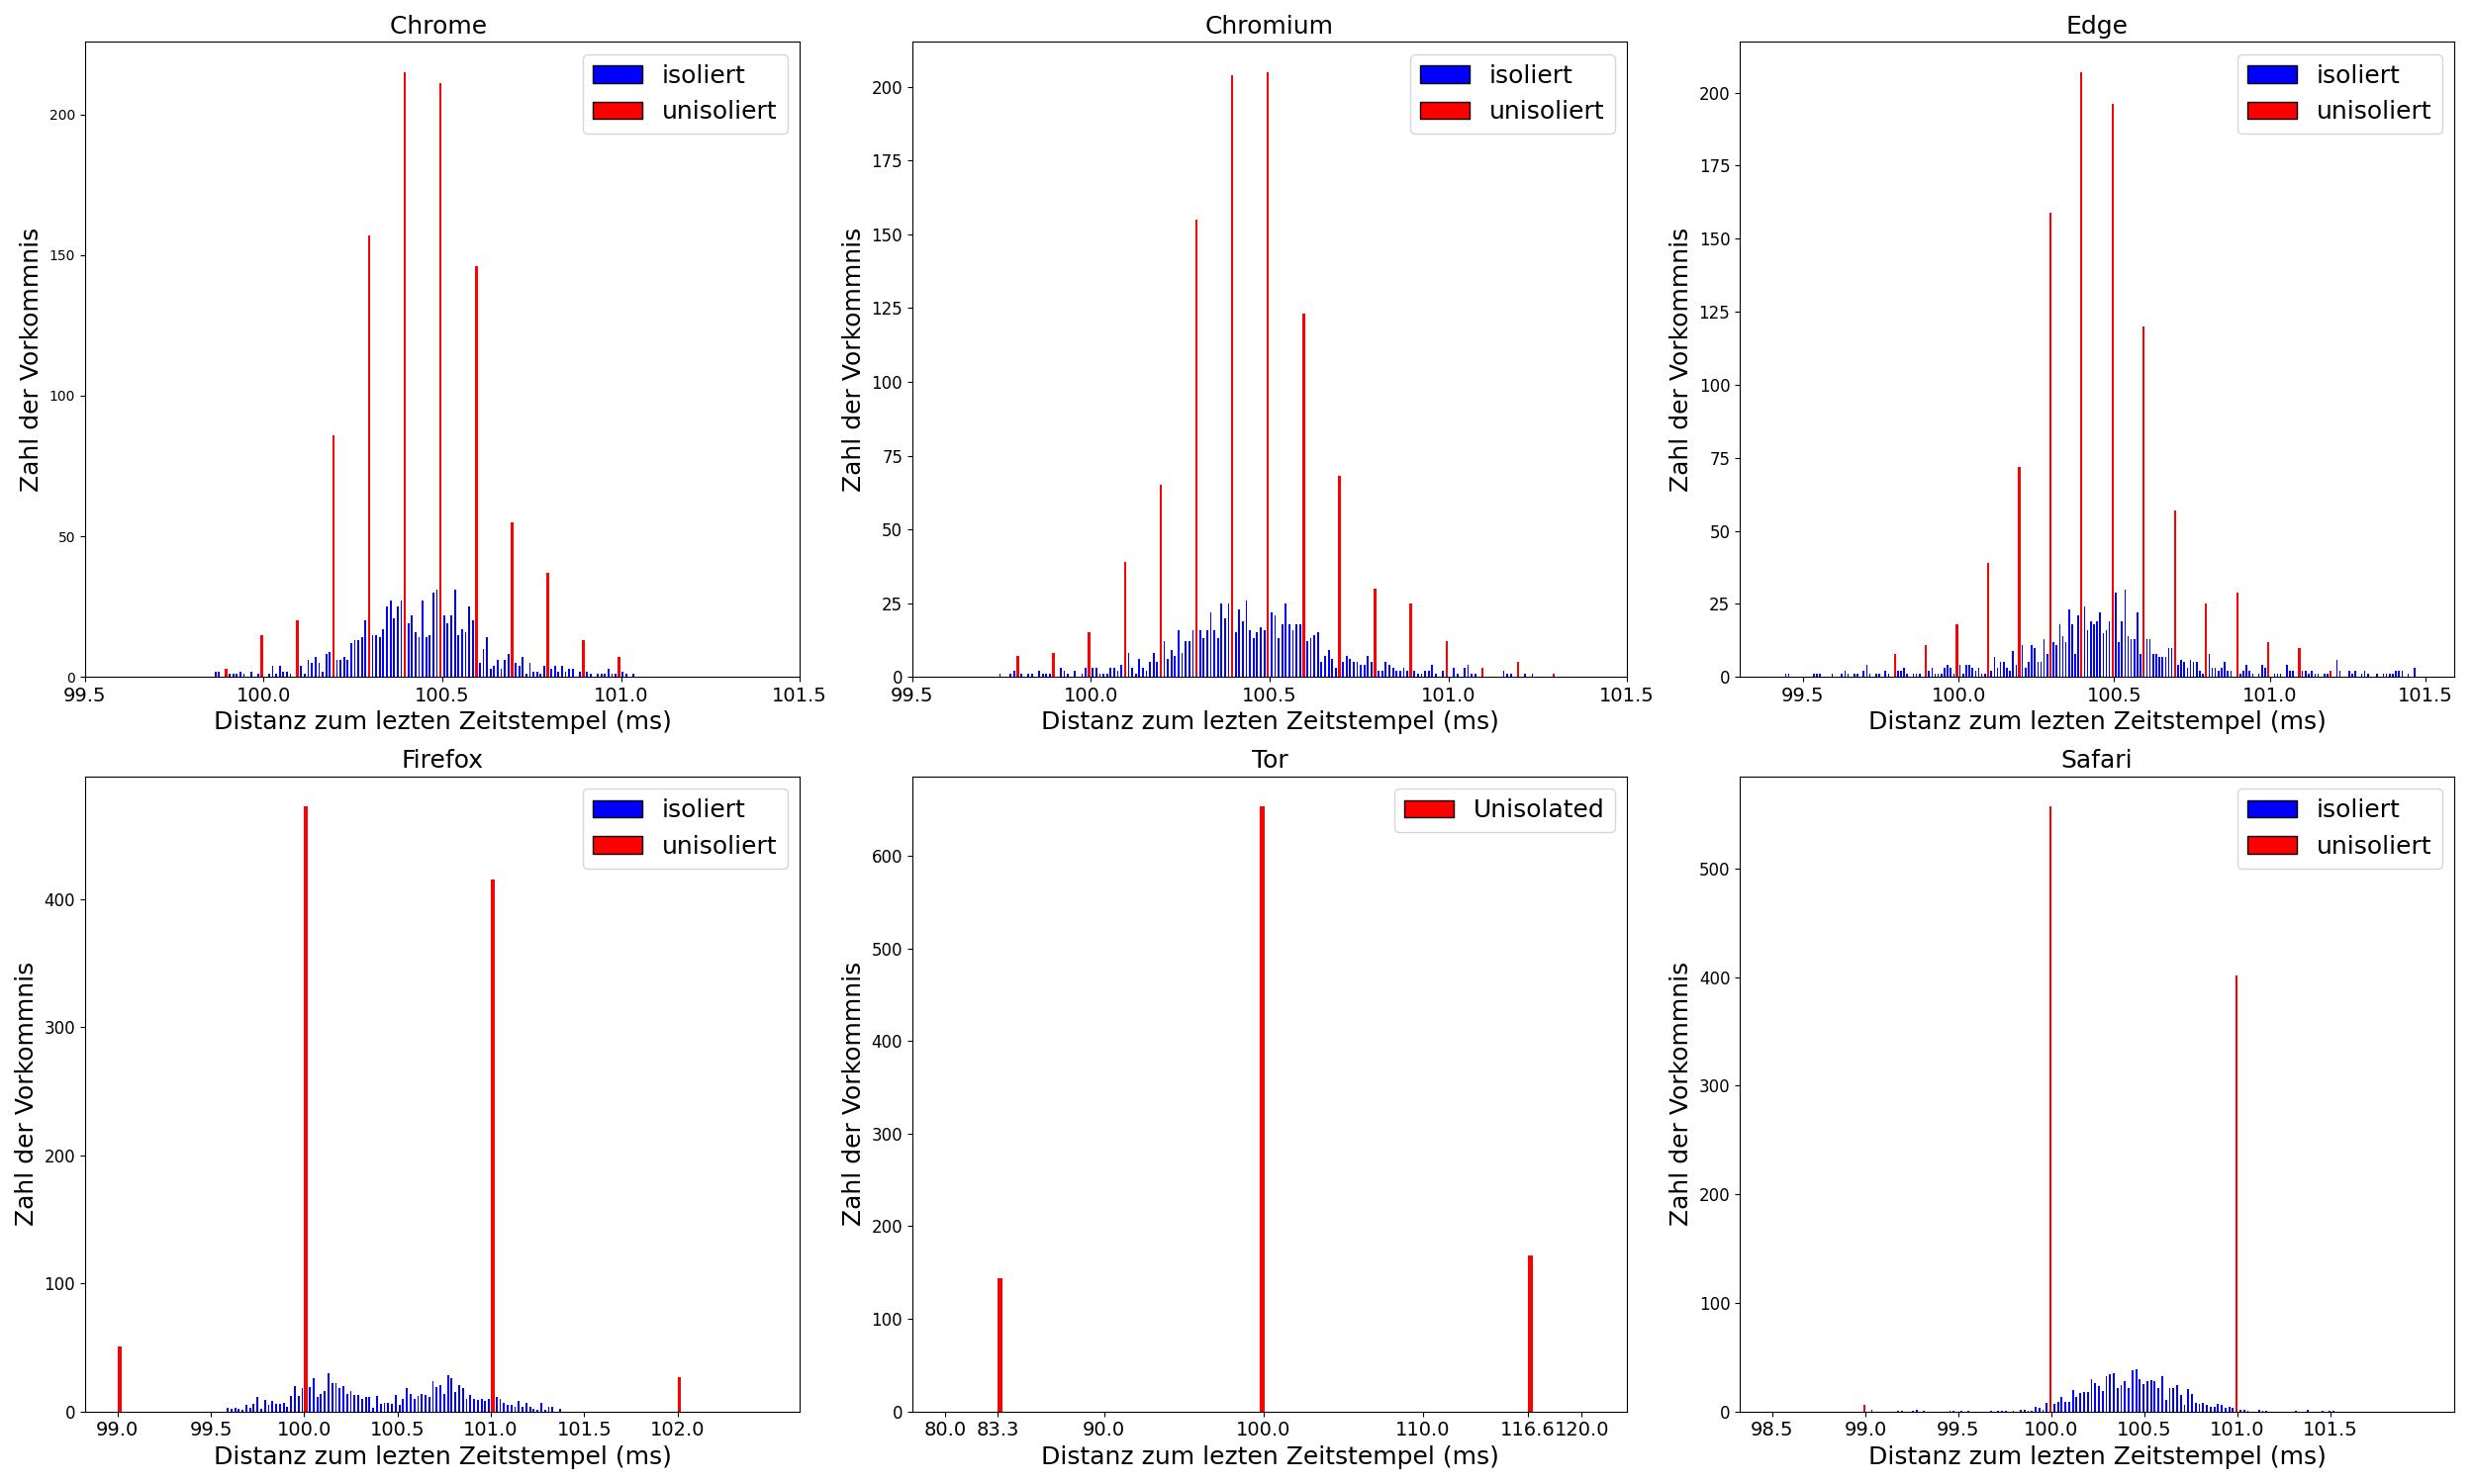 Chrome
Zahl der Vorkommnis
200
150
100
50
0
99.5 100.0 100.5 101.0 101.5
Distanz zum lezten Zeitstempel (ms)
isoliert
unisoliert
Chromium
Zahl der Vorkommnis
200
175
150
125
100
75
50
25
0
99.5 100.0 100.5 101.0 101.5
Distanz zum lezten Zeitstempel (ms)
isoliert
unisoliert
Edge
Zahl der Vorkommnis
200
175
150
125
100
75
50
25
0
99.5 100.0 100.5 101.0 101.5
Distanz zum lezten Zeitstempel (ms)
isoliert
unisoliert
Firefox
Zahl der Vorkommnis
400
300
200
100
0
99.0 99.5 100.0 100.5 101.0 101.5 102.0
Distanz zum lezten Zeitstempel (ms)
isoliert
unisoliert
Tor
Zahl der Vorkommnis
600
500
400
300
200
100
0
80.0 83.3 90.0 100.0 110.0 116.6 120.0
Distanz zum lezten Zeitstempel (ms)
Unisolated
Safari
Zahl der Vorkommnis
500
400
300
200
100
0
98.5 99.0 99.5 100.0 100.5 101.0 101.5
Distanz zum lezten Zeitstempel (ms)
isoliert
unisoliert